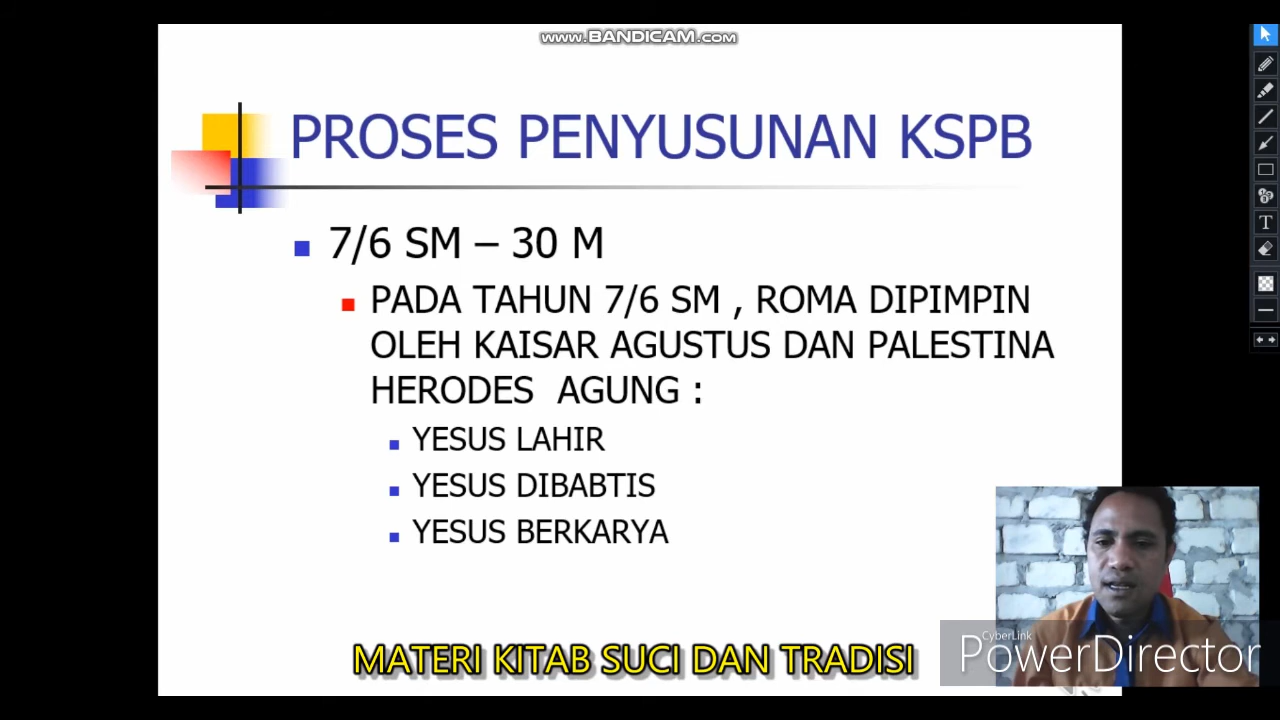 www.BANDICAM.com
PROSES PENYUSUNAN KSPB
7/6 SM – 30 M
PADA TAHUN 7/6 SM , ROMA DIPIMPIN
OLEH KAISAR AGUSTUS DAN PALESTINA
HERODES AGUNG :
YESUS LAHIR
YESUS DIBABTIS
YESUS BERKARYA
MATERI KITAB SUCI DAN TRADISI
CyberLink
PowerDirector
T